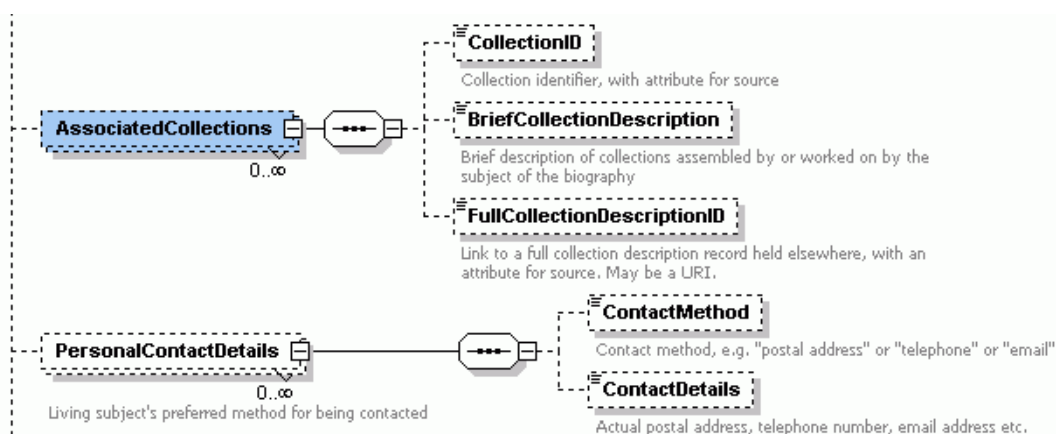 CollectionID
Collection identifier, with attribute for source
AssociatedCollections
0..∞
BriefCollectionDescription
Brief description of collections assembled by or worked on by the
subject of the biography
FullCollectionDescriptionID
Link to a full collection description record held elsewhere, with an
attribute for source. May be a URI.
PersonalContactDetails
0..∞
Living subject's preferred method for being contacted
ContactMethod
Contact method, e.g. "postal address" or "telephone" or "email"
ContactDetails
Actual postal address, telephone number, email address etc.